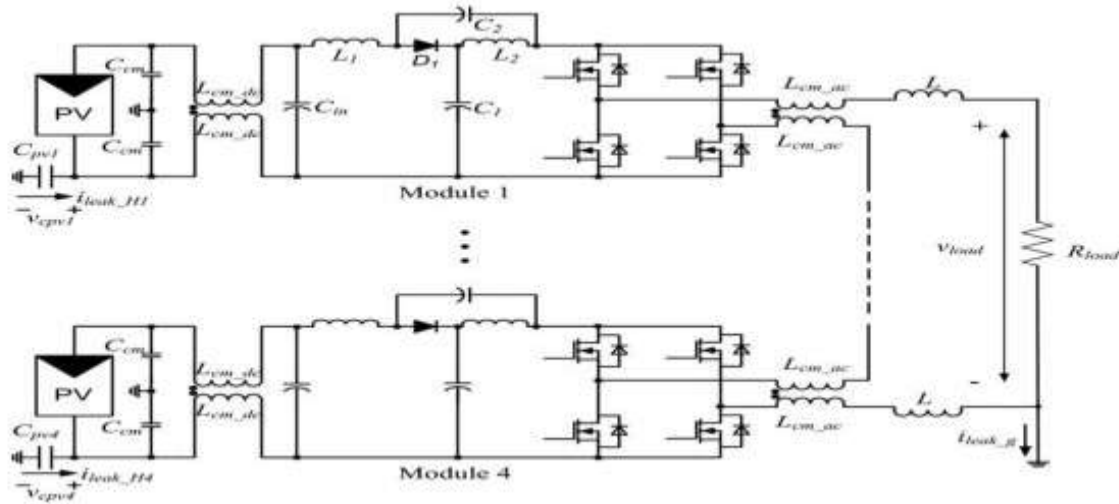 C2
Ccm
Lcm_dc
L1
D1
L2
Lcm_ac
L
PV
Cin
C1
+
Lcm_dc
Lcm_ac
Cpv1
Ccm
Module 1
ileak_H1
− +
vcpv1
vload
Rload
Ccm
Lcm_dc
Lcm_ac
PV
-
Lcm_dc
L
Cpv4
Ccm
Lcm_ac
ileak_g
Module 4
ileak_H4
− +
vcpv4